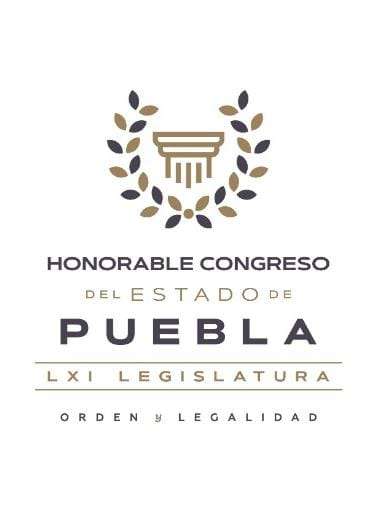 HONORABLE CONGRESO
DEL ESTADO DE
PUEBLA
LXI LEGISLATURA
ORDEN y LEGALIDAD